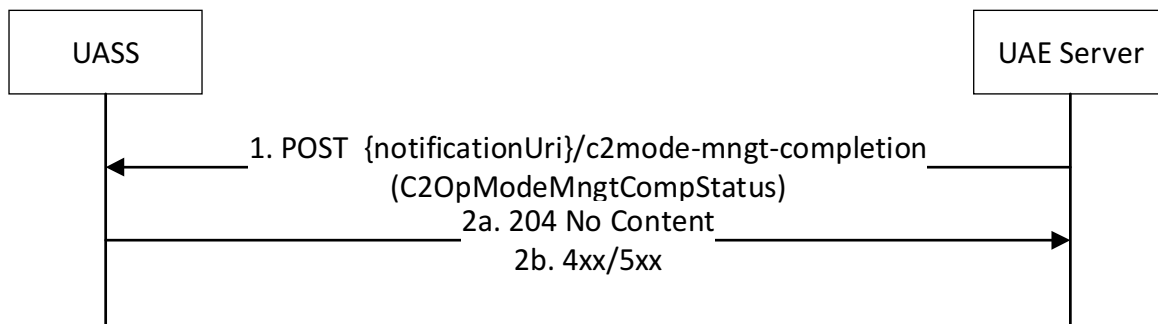 UASS
UAE Server
1. POST  {notificationUri}/c2mode-mngt-completion
(C2OpModeMngtCompStatus)
2a. 204 No Content
2b. 4xx/5xx